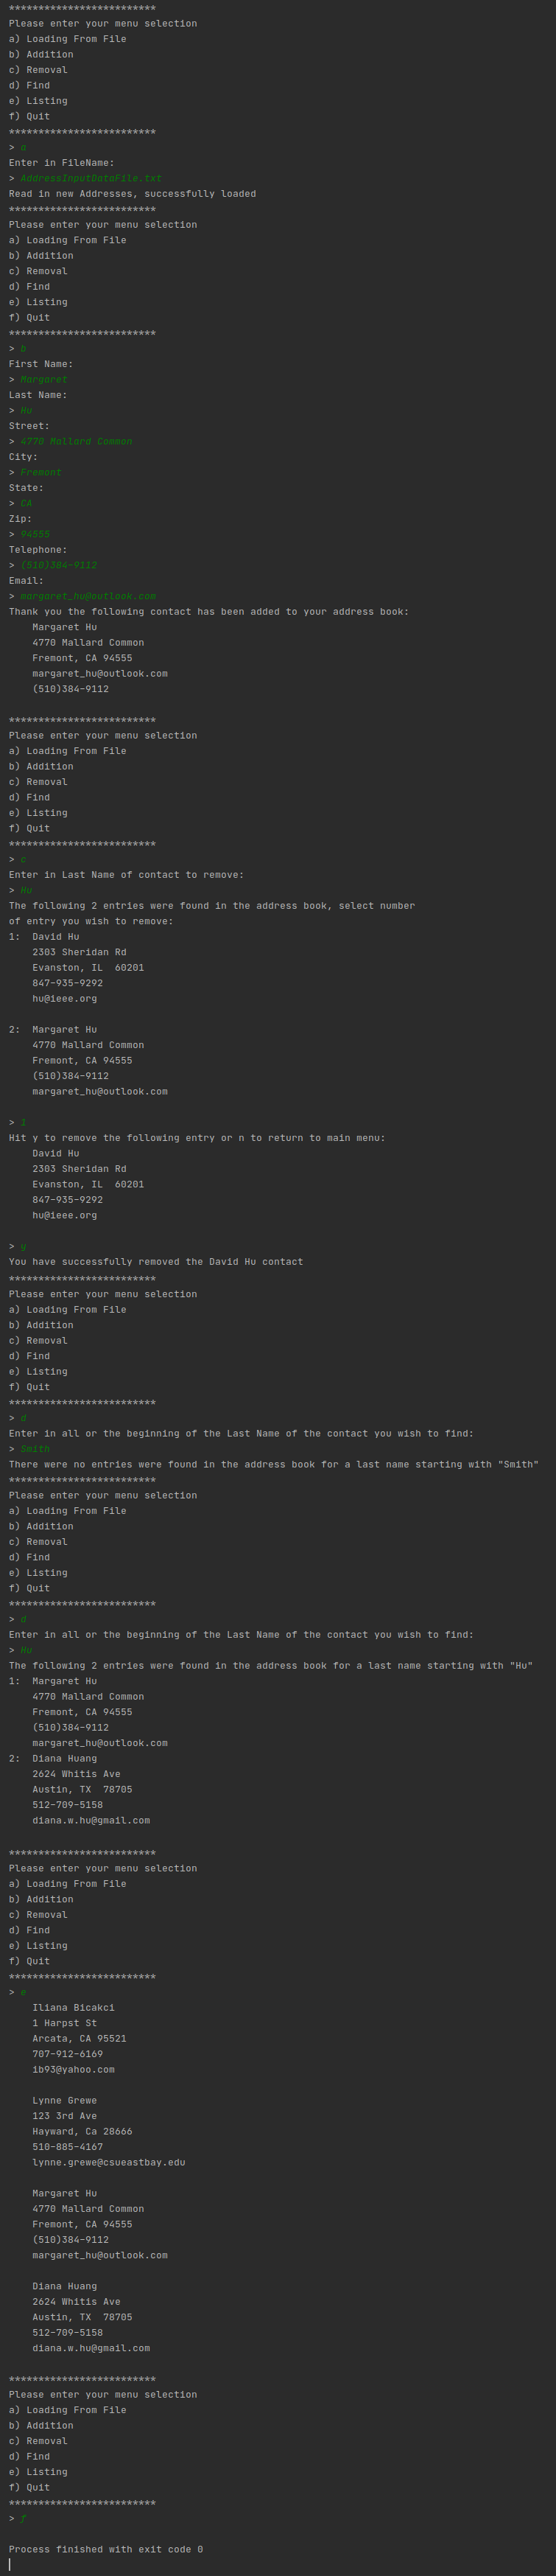 *************************
Please enter your menu selection
a) Loading From File
b) Addition
c) Removal
d) Find
e) Listing
f) Quit
*************************
> a
Enter in FileName:
> AddressInputDataFile.txt
Read in new Addresses, successfully loaded
*************************
Please enter your menu selection
a) Loading From File
b) Addition
c) Removal
d) Find
e) Listing
f) Quit
*************************
> b
First Name:
> Margaret
Last Name:
> Hu
Street:
> 4770 Mallard Common
City:
> Fremont
State:
> CA
Zip:
> 94555
Telephone:
> (510)384-9112
Email:
> margaret_hu@outlook.com
Thank you the following contact has been added to your address book:
    Margaret Hu
    4770 Mallard Common
    Fremont, CA 94555
    margaret_hu@outlook.com
    (510)384-9112

*************************
Please enter your menu selection
a) Loading From File
b) Addition
c) Removal
d) Find
e) Listing
f) Quit
*************************
> c
Enter in Last Name of contact to remove:
> Hu
The following 2 entries were found in the address book, select number
of entry you wish to remove:
1:  David Hu
    2303 Sheridan Rd
    Evanston, IL  60201
    847-935-9292
    hu@ieee.org

2:  Margaret Hu
    4770 Mallard Common
    Fremont, CA 94555
    (510)384-9112
    margaret_hu@outlook.com

> 1
Hit y to remove the following entry or n to return to main menu:
    David Hu
    2303 Sheridan Rd
    Evanston, IL  60201
    847-935-9292
    hu@ieee.org

> y
You have successfully removed the David Hu contact
*************************
Please enter your menu selection
a) Loading From File
b) Addition
c) Removal
d) Find
e) Listing
f) Quit
*************************
> d
Enter in all or the beginning of the Last Name of the contact you wish to find:
> Smith
There were no entries were found in the address book for a last name starting with "Smith"
*************************
Please enter your menu selection
a) Loading From File
b) Addition
c) Removal
d) Find
e) Listing
f) Quit
*************************
> d
Enter in all or the beginning of the Last Name of the contact you wish to find:
> Hu
The following 2 entries were found in the address book for a last name starting with "Hu"
1:  Margaret Hu
    4770 Mallard Common
    Fremont, CA 94555
    (510)384-9112
    margaret_hu@outlook.com
2:  Diana Huang
    2624 Whitis Ave
    Austin, TX  78705
    512-709-5158
    diana.w.hu@gmail.com

*************************
Please enter your menu selection
a) Loading From File
b) Addition
c) Removal
d) Find
e) Listing
f) Quit
*************************
> e
    Iliana Bicakci
    1 Harpst St
    Arcata, CA 95521
    707-912-6169
    ib93@yahoo.com

    Lynne Grewe
    123 3rd Ave
    Hayward, Ca 28666
    510-885-4167
    lynne.grewe@csueastbay.edu

    Margaret Hu
    4770 Mallard Common
    Fremont, CA 94555
    (510)384-9112
    margaret_hu@outlook.com

    Diana Huang
    2624 Whitis Ave
    Austin, TX  78705
    512-709-5158
    diana.w.hu@gmail.com

*************************
Please enter your menu selection
a) Loading From File
b) Addition
c) Removal
d) Find
e) Listing
f) Quit
*************************
> f

Process finished with exit code 0